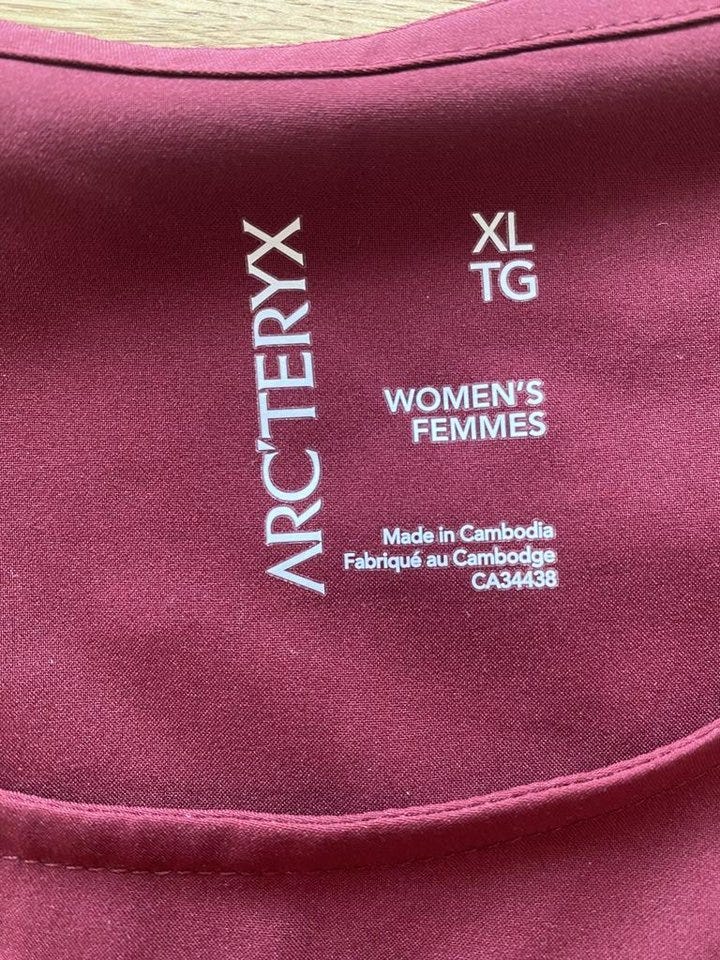 ARC'TERYX
XL
TG
WOMEN'S
FEMMES
Made in Cambodia
Fabriqué au Cambodge
CA34438